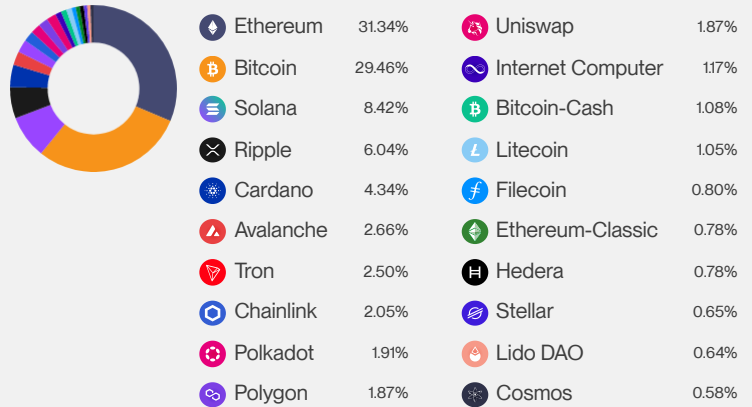 Ethereum 31.34%
Bitcoin 29.46%
Solana 8.42%
Ripple 6.04%
Cardano 4.34%
Avalanche 2.66%
Tron 2.50%
Chainlink 2.05%
Polkadot 1.91%
Polygon 1.87%
Uniswap 1.87%
Internet Computer 1.17%
Bitcoin-Cash 1.08%
Litecoin 1.05%
Filecoin 0.80%
Ethereum-Classic 0.78%
Hedera 0.78%
Stellar 0.65%
Lido DAO 0.64%
Cosmos 0.58%